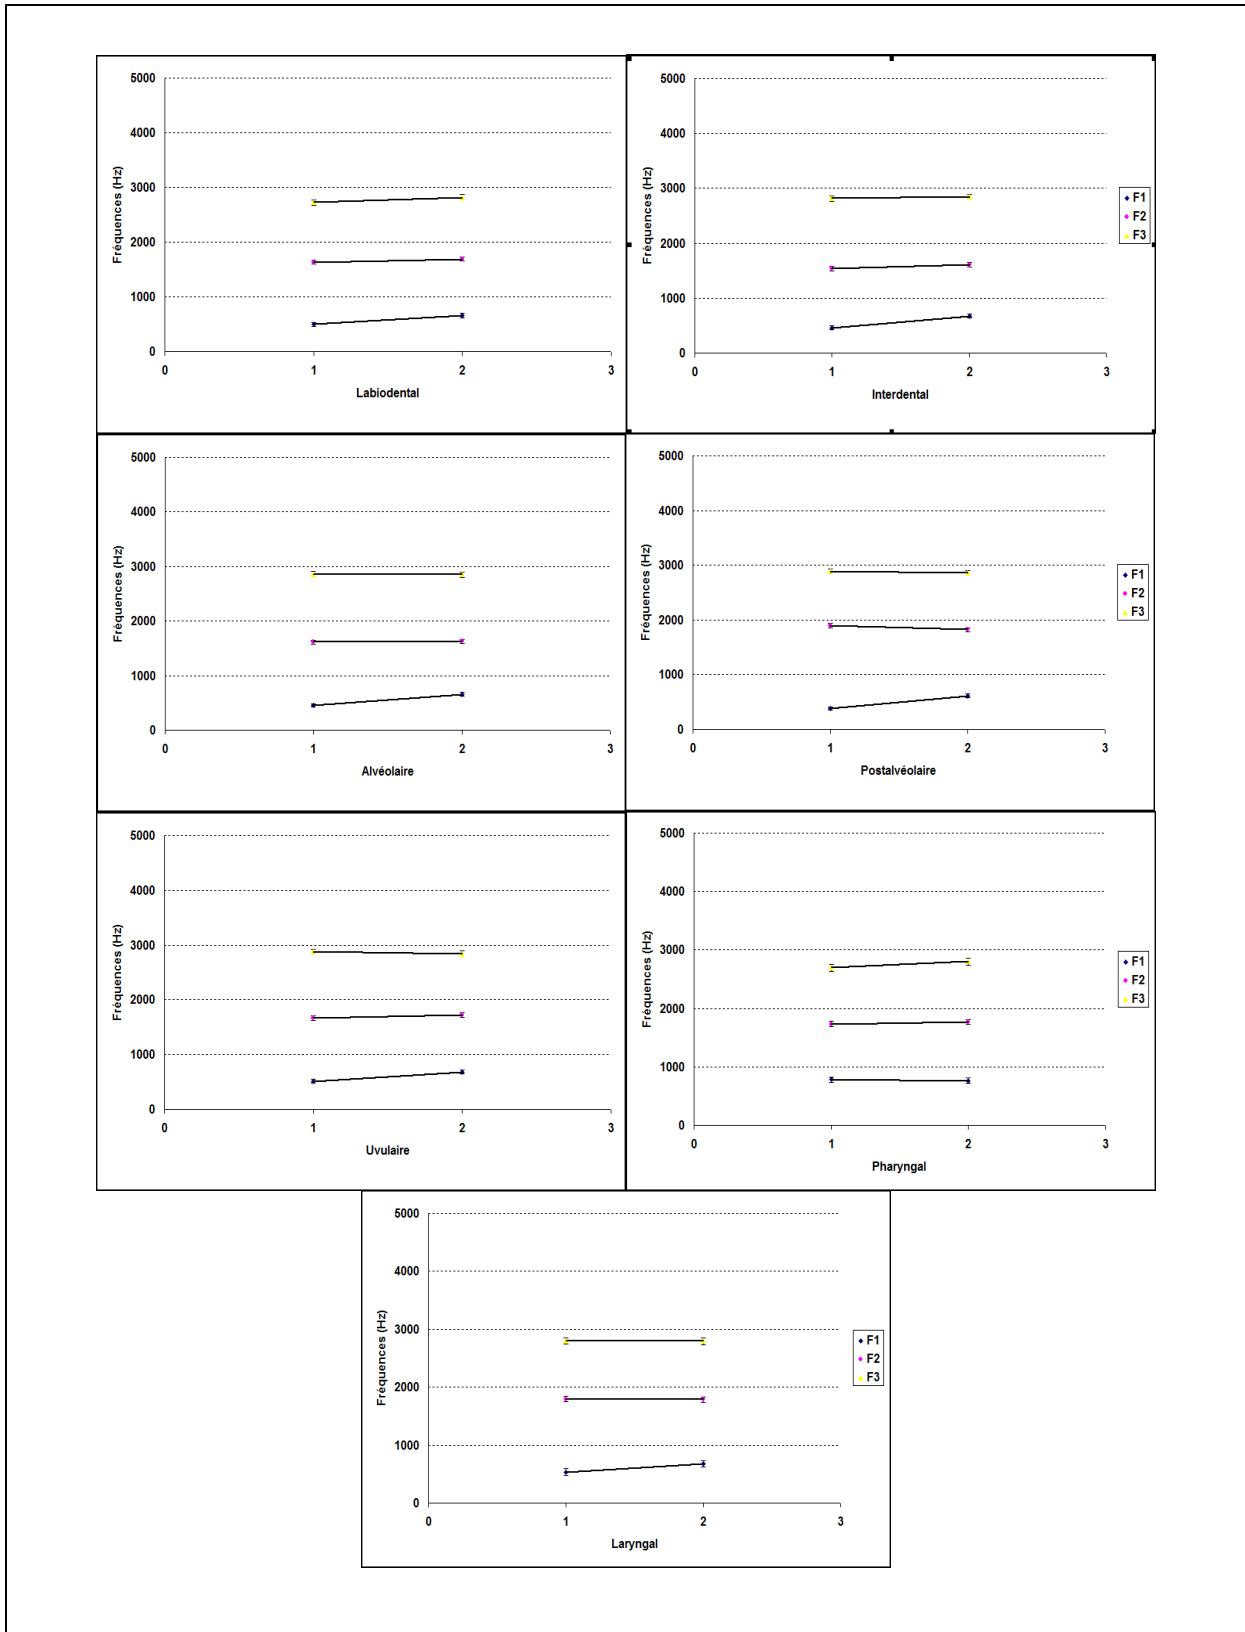 5000
4000
3000
2000
1000
0
0 1 2 3
Fréquences (Hz)
Labiodental
5000
4000
3000
2000
1000
0
0 1 2 3
Fréquences (Hz)
Interdental
F1
F2
F3
5000
4000
3000
2000
1000
0
0 1 2 3
Fréquences (Hz)
Alvéolaire
5000
4000
3000
2000
1000
0
0 1 2 3
Fréquences (Hz)
Postalvéolaire
F1
F2
F3
5000
4000
3000
2000
1000
0
0 1 2 3
Fréquences (Hz)
Uvulaire
5000
4000
3000
2000
1000
0
0 1 2 3
Fréquences (Hz)
Pharyngal
F1
F2
F3
5000
4000
3000
2000
1000
0
0 1 2 3
Fréquences (Hz)
Laryngal
F1
F2
F3